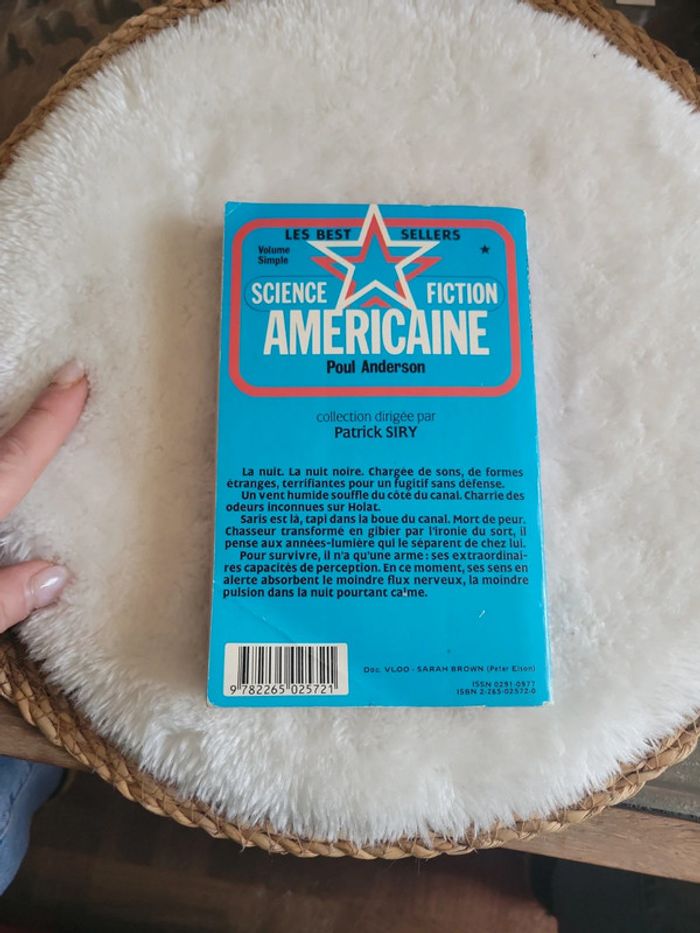 LES BEST SELLERS
Volume
Simple
SCIENCE FICTION
AMERICAINE
Poul Anderson
collection dirigée par
Patrick SIRY
La nuit. La nuit noire. Chargée de sons, de formes
étranges, terrifiantes pour un fugitif sans défense.
Un vent humide souffle du côté du canal. Charrie des
odeurs inconnues sur Holat.
Saris est là, tapi dans la boue du canal. Mort de peur.
Chasseur transformé en gibier par l'ironie du sort, il
pense aux années-lumière qui le séparent de chez lui.
Pour survivre, il n'a qu'une arme : ses extraordinai-
res capacités de perception. En ce moment, ses sens en
alerte absorbent le moindre flux nerveux, la moindre
pulsion dans la nuit pourtant calme.
Doc. VLOO - SARAH BROWN (Peter Elson)
ISSN 0291-0977
ISBN 2-265-02572-0
9 782265 025721